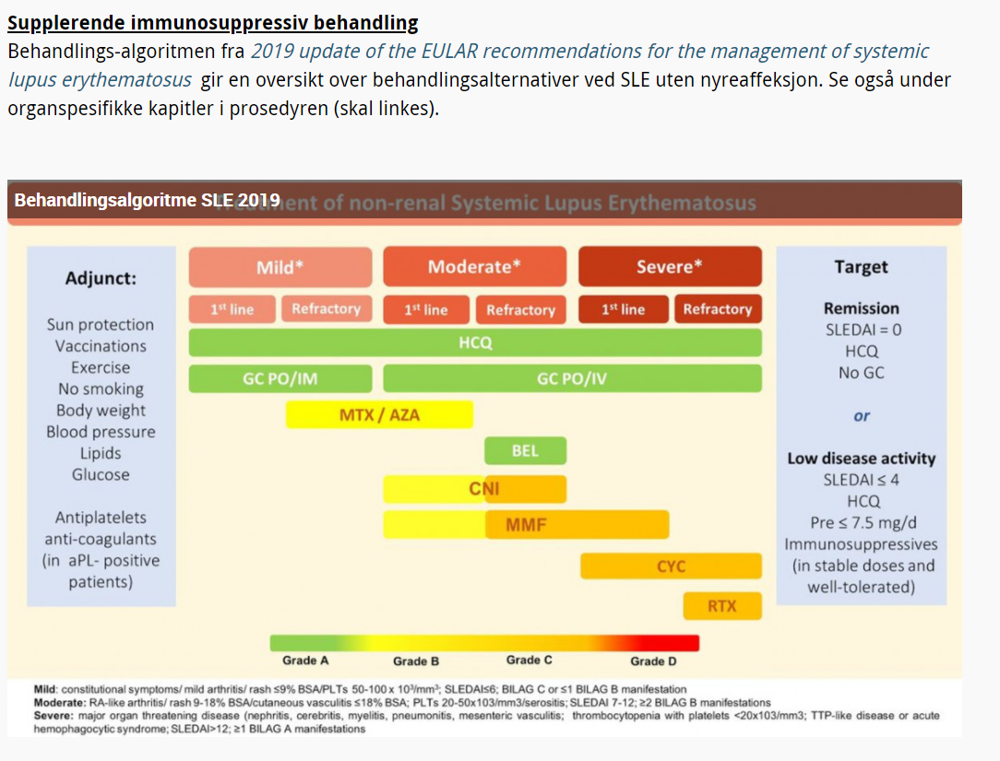 Supplerende immunosuppressiv behandling
Behandlings-algoritmen fra 2019 update of the EULAR recommendations for the management of systemic
lupus erythematosus gir en oversikt over behandlingsalternativer ved SLE uten nyreaffeksjon. Se også under
organspesifikke kapitler i prosedyren (skal linkes).
Behandlingsalgoritme SLE 2019
Treatment of non-renal Systemic Lupus Erythematosus
Adjunct:
Sun protection
Vaccinations
Exercise
No smoking
Body weight
Blood pressure
Lipids
Glucose
Antiplatelets
anti-coagulants
(in aPL- positive
patients)
Mild*
Moderate*
Severe*
1st line
Refractory
1st line
Refractory
1st line
Refractory
HCQ
GC PO/IM
GC PO/IV
MTX / AZA
BEL
CNI
MMF
CYC
RTX
Grade A
Grade B
Grade C
Grade D
Target
Remission
SLEDAI = 0
HCQ
No GC
or
Low disease activity
SLEDAI ≤ 4
HCQ
Pre ≤ 7.5 mg/d
Immunosuppressives
(in stable doses and
well-tolerated)
Mild: constitutional symptoms/ mild arthritis/ rash ≤9% BSA/PLTs 50-100 x 10³/mm³; SLEDAI≤6; BILAG C or ≤1 BILAG B manifestation
Moderate: RA-like arthritis/ rash 9-18% BSA/cutaneous vasculitis ≤18% BSA; PLTs 20-50x103/mm3/serositis; SLEDAI 7-12; ≥2 BILAG B manifestations
Severe: major organ threatening disease (nephritis, cerebritis, myelitis, pneumonitis, mesenteric vasculitis; thrombocytopenia with platelets <20x103/mm3; TTP-like disease or acute
hemophagocytic syndrome; SLEDAI>12; ≥1 BILAG A manifestations